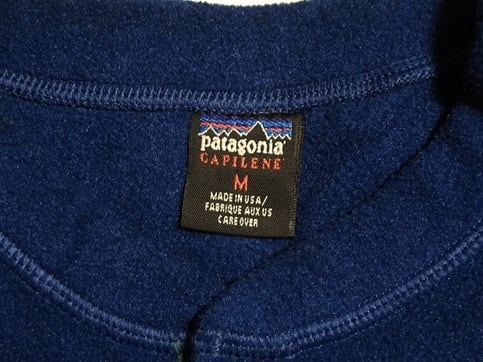 patagonia®
CAPILENE®
M
MADE IN USA/
FABRIQUE AUX US
CARE OVER